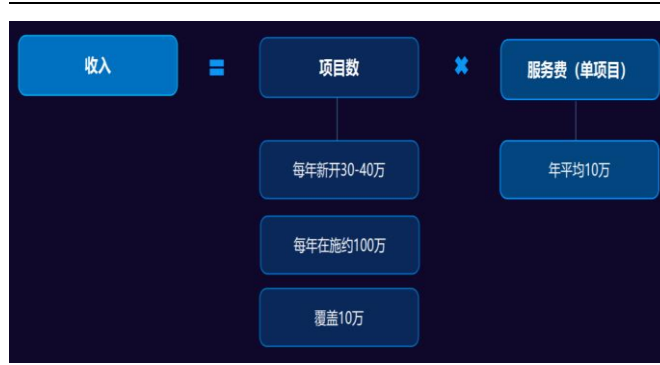 收入
=
项目数
×
服务费（单项目）
每年新开30-40万
年平均10万
每年在施约100万
覆盖10万